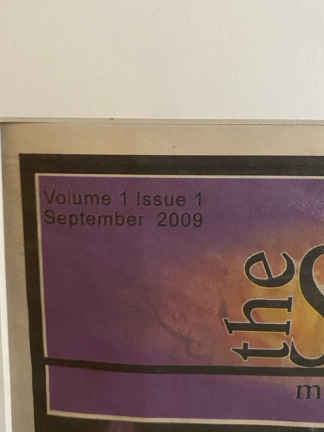 Volume 1 Issue 1
September 2009
the